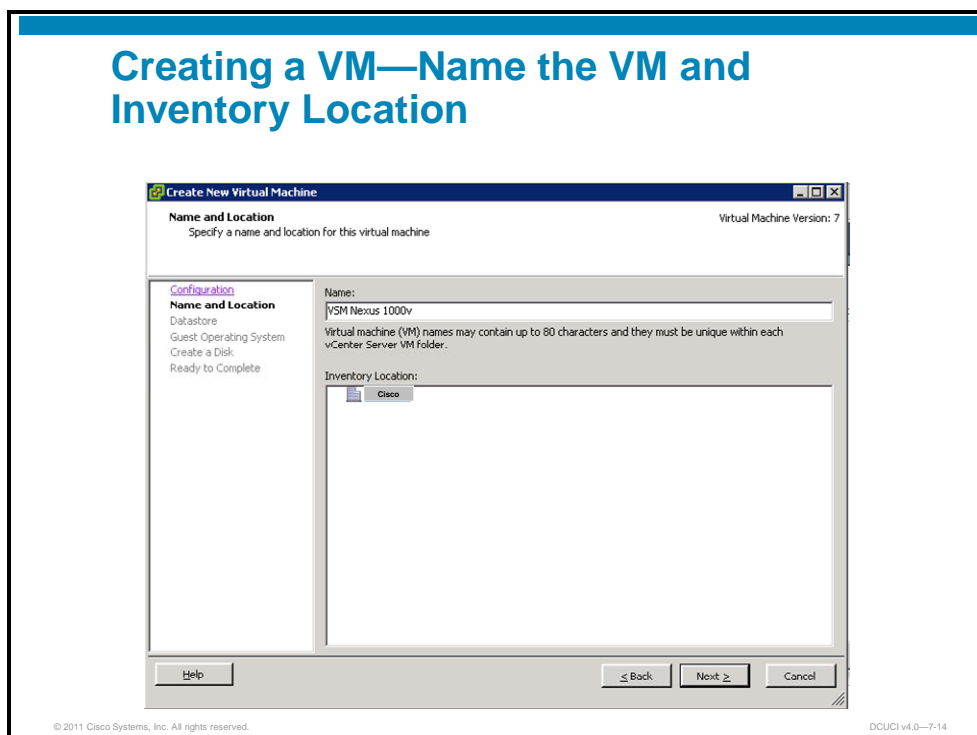 Creating a VM—Name the VM and
Inventory Location
Create New Virtual Machine
Name and Location
Virtual Machine Version: 7
Specify a name and location for this virtual machine
Configuration
Name and Location
Datastore
Guest Operating System
Create a Disk
Ready to Complete
Name:
VSM Nexus 1000v
Virtual machine (VM) names may contain up to 80 characters and they must be unique within each
vCenter Server VM folder.
Inventory Location:
Cisco
Help
≤ Back
Next ≥
Cancel
© 2011 Cisco Systems, Inc. All rights reserved.
DCUCI v4.0—7-14